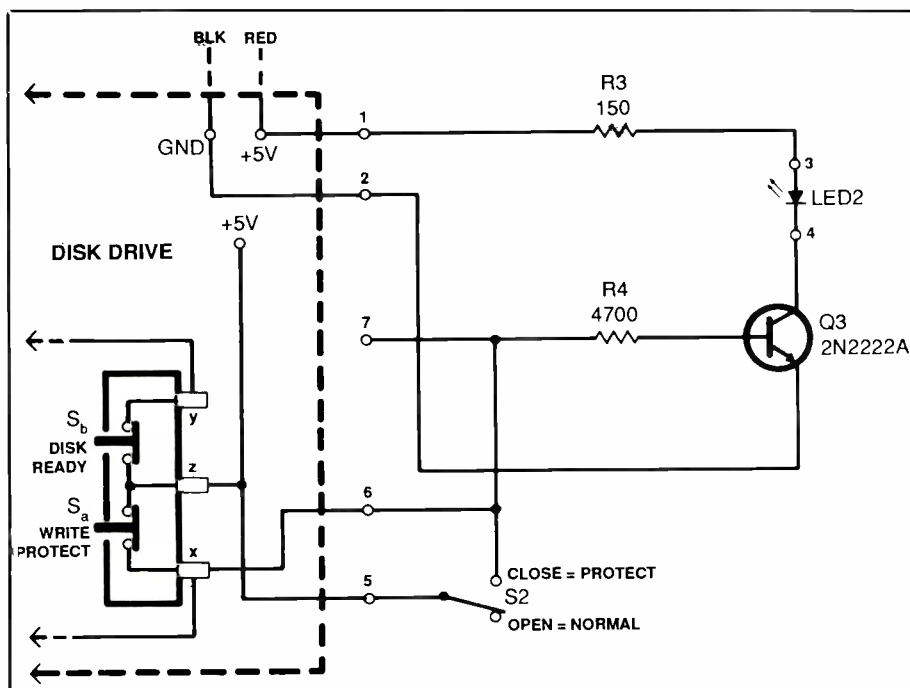 BLK RED
R3
150
1
GND +5V
3
2
LED2
+5V
4
DISK DRIVE
R4
4700
7
Q3
2N2222A
y
Sb
DISK
READY
z
6
Sa
WRITE
PROTECT
x
CLOSE = PROTECT
5
S2
OPEN = NORMAL